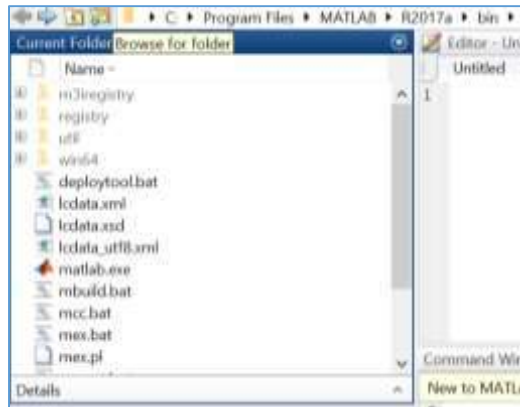 C: ▸ Program Files ▸ MATLAB ▸ R2017a ▸ bin ▸
Current Folder Browse for folder
Editor - Un
Name
Untitled
1
m3iregistry
registry
util
win64
deploytool.bat
lcdata.xml
lcdata.xsd
lcdata_utf8.xml
matlab.exe
mbuild.bat
mcc.bat
mex.bat
mex.pl
Command Win
Details
New to MATL